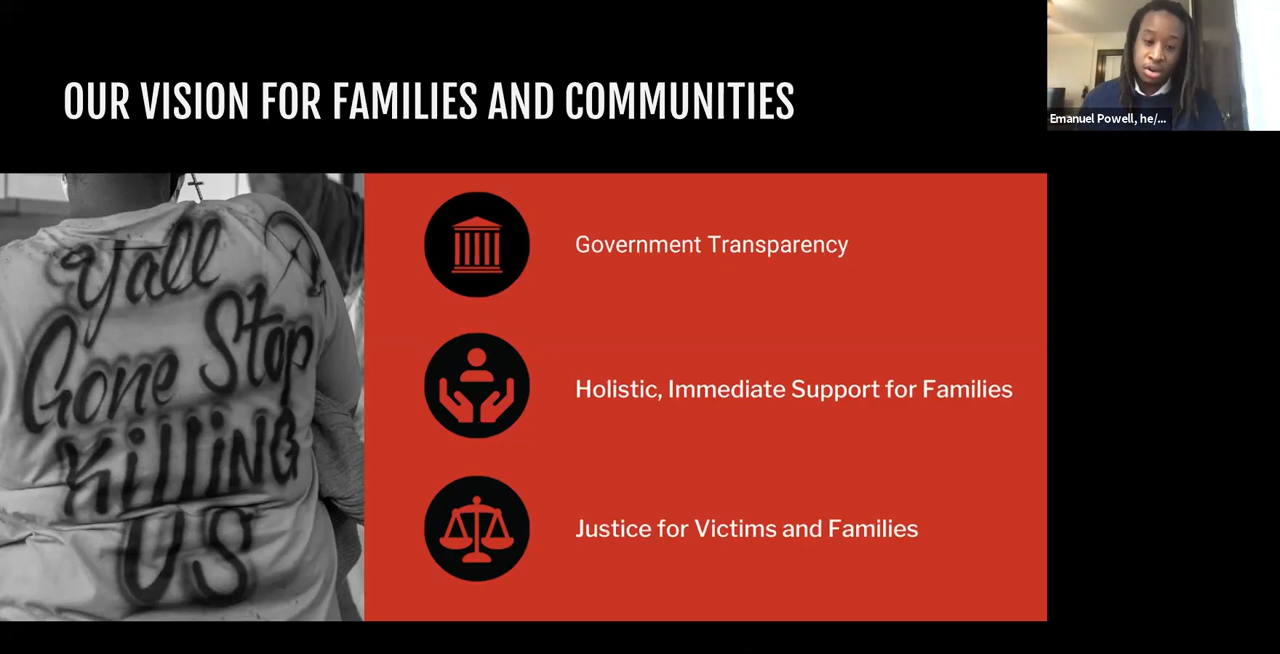 OUR VISION FOR FAMILIES AND COMMUNITIES
Emanuel Powell, he/...
y'all
Gone Stop
KilliNG
US
Government Transparency
Holistic, Immediate Support for Families
Justice for Victims and Families